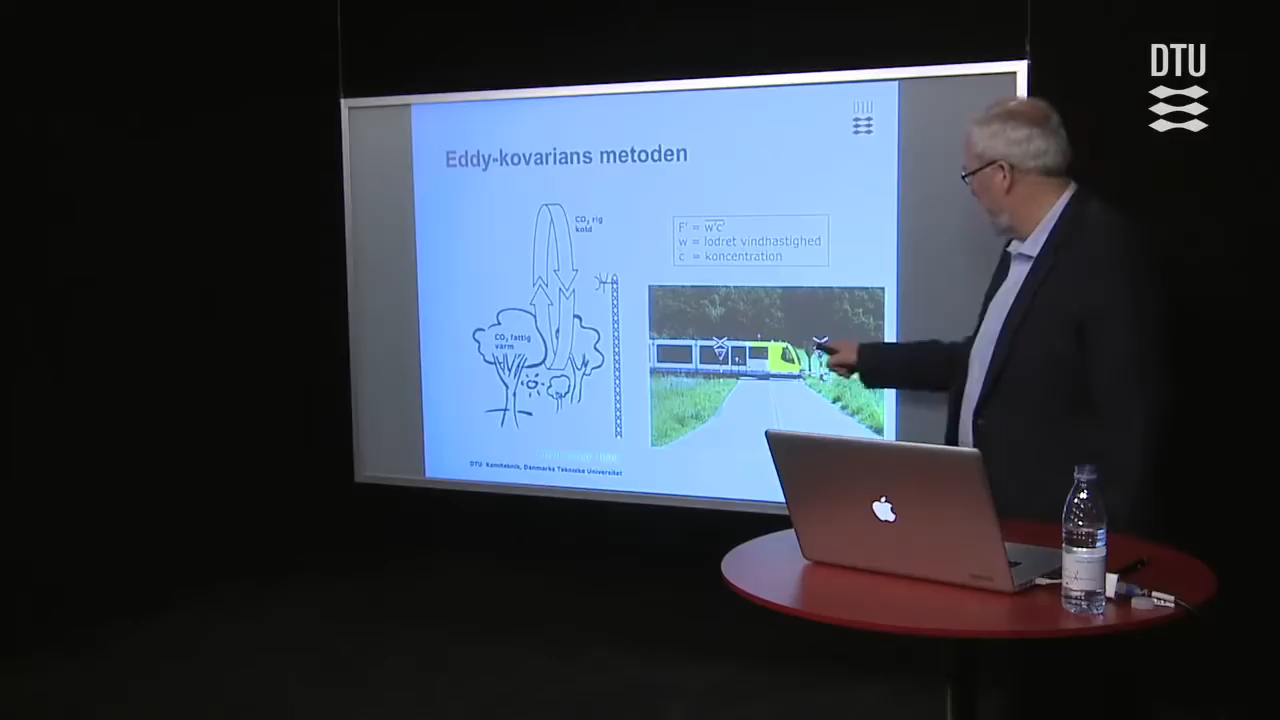 DTU
DTU
Eddy-kovarians metoden
CO₂ rig
kold
F' = w'c'
w = lodret vindhastighed
c = koncentration
CO₂ fattig
varm
DTU Kemiteknik, Danmarks Tekniske Universitet